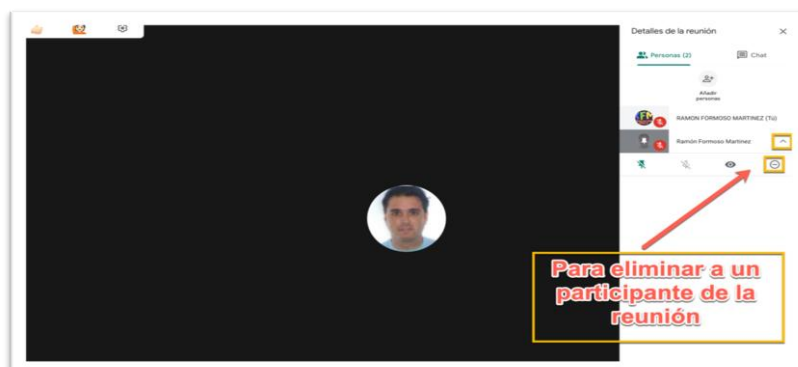 Detalles de la reunión
Personas (2)
Chat
Añadir
personas
RAMON FORMOSO MARTINEZ (Tú)
Ramón Formoso Martínez
Para eliminar a un
participante de la
reunión